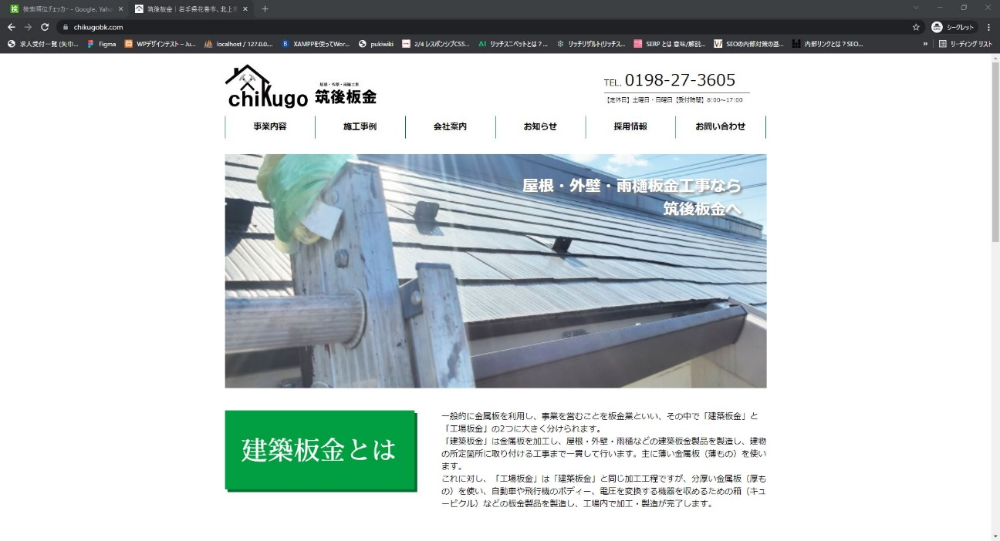 検索順位チェッカー - Google、Yaho
筑後板金｜岩手県花巻市、北上市
chikugobk.com
シークレット
求人受付一覧 (矢巾...
Figma
WPデザインテスト – Ju...
localhost / 127.0.0....
XAMPPを使ってWor...
pukiwiki
2/4 レスポンシブCSS...
リッチスニペットとは？...
リッチリザルト(リッチス...
SERP とは 意味/解説...
SEOの内部対策の基...
内部リンクとは？SEO...
»
リーディング リスト
chikugo
屋根・外壁・雨樋工事
筑後板金
TEL. 0198-27-3605
【定休日】土曜日・日曜日【受付時間】8:00～17:00
事業内容
施工事例
会社案内
お知らせ
採用情報
お問い合わせ
屋根・外壁・雨樋板金工事なら
筑後板金へ
建築板金とは
一般的に金属板を利用し、事業を営むことを板金業といい、その中で「建築板金」と
「工場板金」の2つに大きく分けられます。
「建築板金」は金属板を加工し、屋根・外壁・雨樋などの建築板金製品を製造し、建物
の所定箇所に取り付ける工事まで一貫して行います。主に薄い金属板（薄もの）を使い
ます。
これに対し、「工場板金」は「建築板金」と同じ加工工程ですが、分厚い金属板（厚も
の）を使い、自動車や飛行機のボディー、電圧を変換する機器を収めるための箱（キュ
ービクル）などの板金製品を製造し、工場内で加工・製造が完了します。